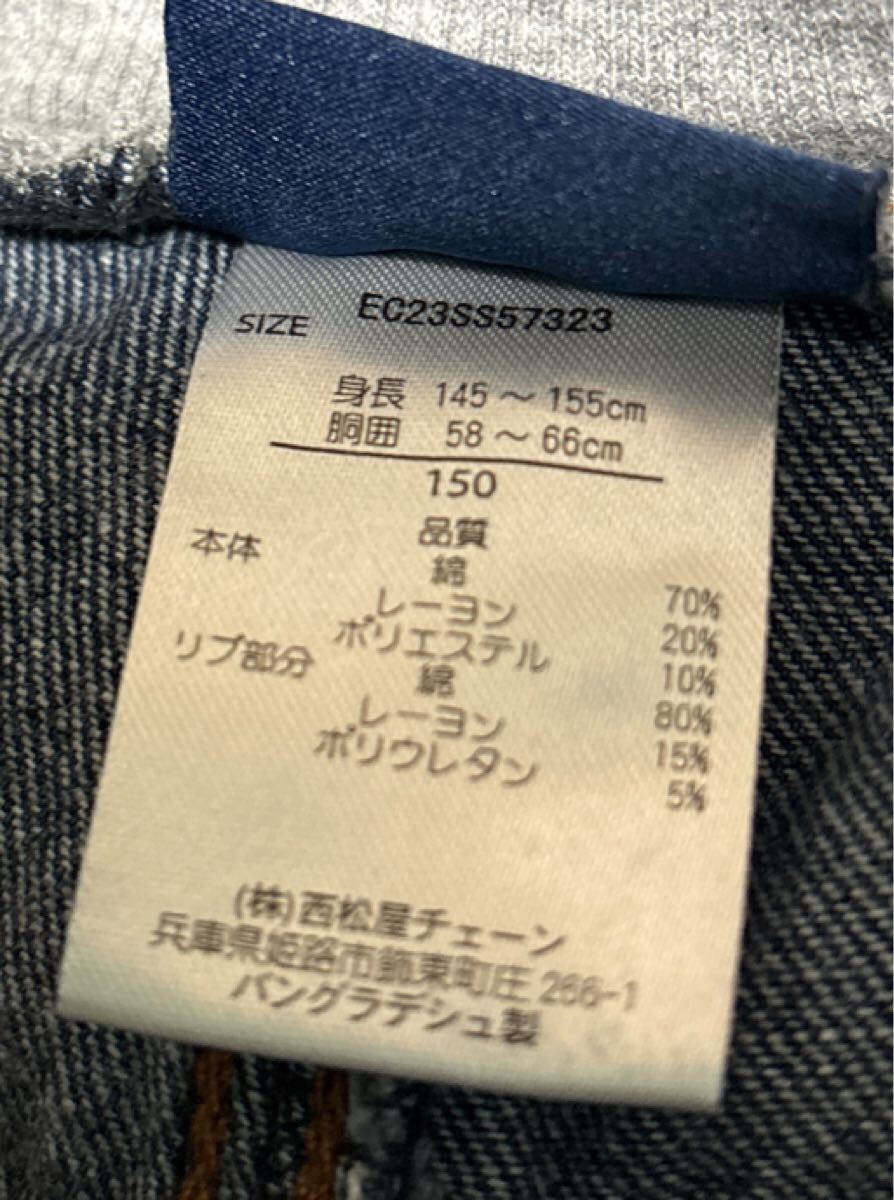 SIZE EC23SS57323
身長 145～155cm
胴囲 58～66cm
150
品質
本体 綿 70%
レーヨン 20%
ポリエステル 10%
リブ部分 綿 80%
レーヨン 15%
ポリウレタン 5%
(株)西松屋チェーン
兵庫県姫路市飾東町庄266-1
バングラデシュ製